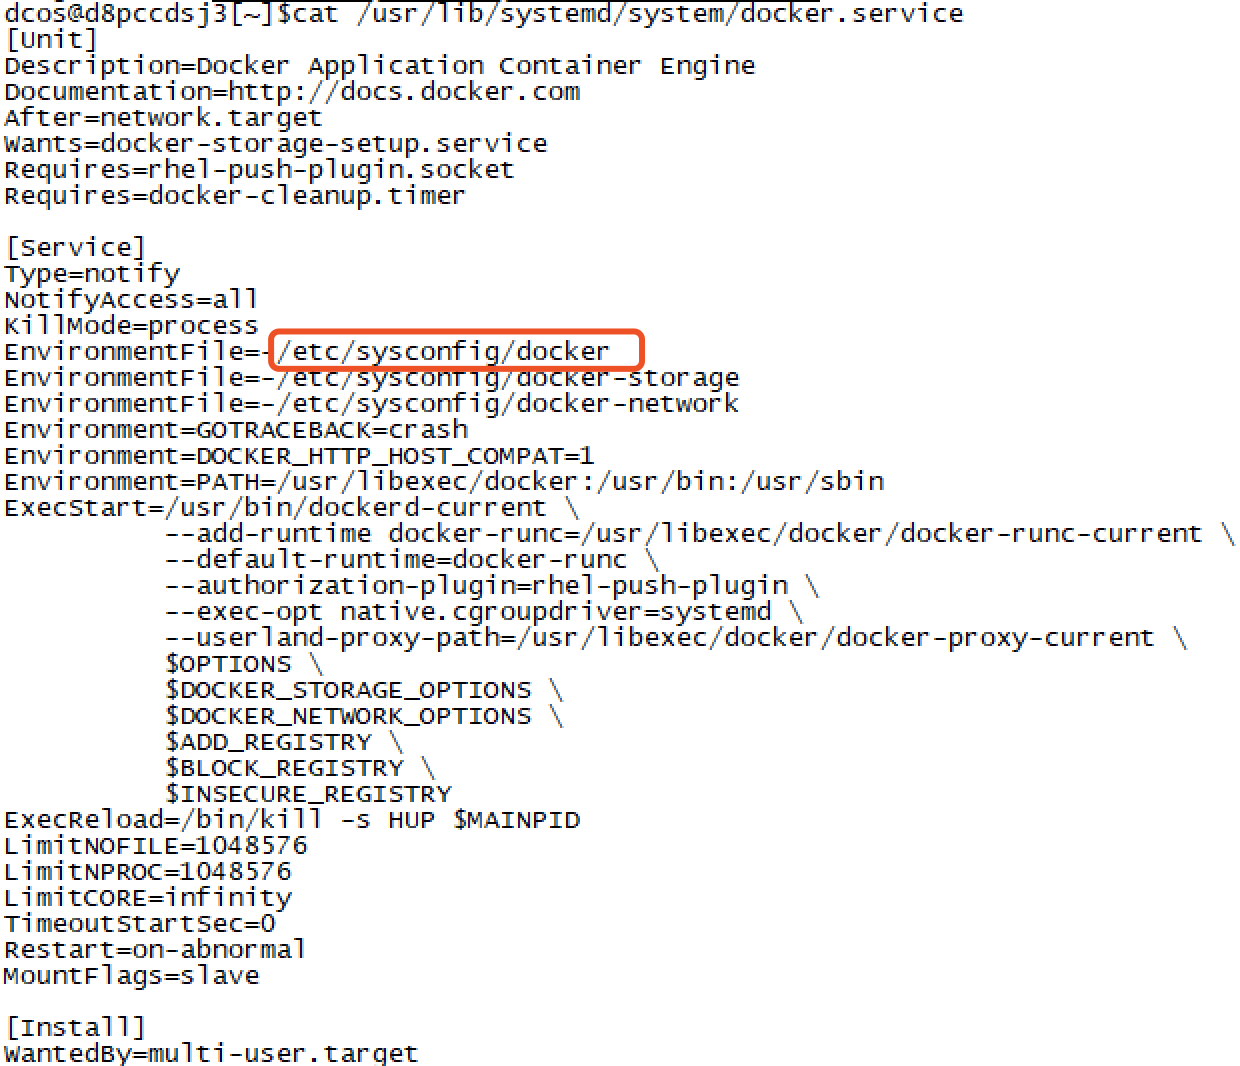 dcos@d8pccdsj3[~]$cat /usr/lib/systemd/system/docker.service
[Unit]
Description=Docker Application Container Engine
Documentation=http://docs.docker.com
After=network.target
Wants=docker-storage-setup.service
Requires=rhel-push-plugin.socket
Requires=docker-cleanup.timer
[Service]
Type=notify
NotifyAccess=all
KillMode=process
EnvironmentFile=-/etc/sysconfig/docker
EnvironmentFile=-/etc/sysconfig/docker-storage
EnvironmentFile=-/etc/sysconfig/docker-network
Environment=GOTRACEBACK=crash
Environment=DOCKER_HTTP_HOST_COMPAT=1
Environment=PATH=/usr/libexec/docker:/usr/bin:/usr/sbin
ExecStart=/usr/bin/dockerd-current \
--add-runtime docker-runc=/usr/libexec/docker/docker-runc-current \
--default-runtime=docker-runc \
--authorization-plugin=rhel-push-plugin \
--exec-opt native.cgroupdriver=systemd \
--userland-proxy-path=/usr/libexec/docker/docker-proxy-current \
$OPTIONS \
$DOCKER_STORAGE_OPTIONS \
$DOCKER_NETWORK_OPTIONS \
$ADD_REGISTRY \
$BLOCK_REGISTRY \
$INSECURE_REGISTRY
ExecReload=/bin/kill -s HUP $MAINPID
LimitNOFILE=1048576
LimitNPROC=1048576
LimitCORE=infinity
TimeoutStartSec=0
Restart=on-abnormal
MountFlags=slave
[Install]
WantedBy=multi-user.target